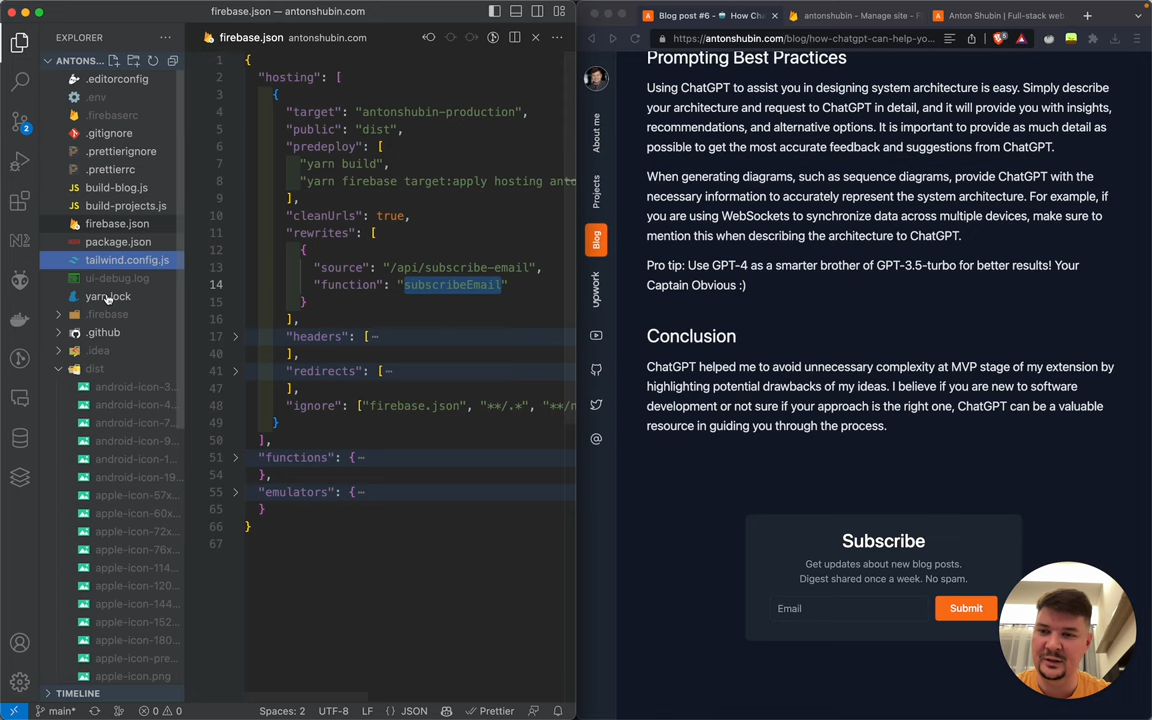 firebase.json — antonshubin.com
EXPLORER
ANTONS...
.editorconfig
.env
.firebaserc
.gitignore
.prettierignore
.prettierrc
build-blog.js
build-projects.js
firebase.json
package.json
tailwind.config.js
ui-debug.log
yarn.lock
.firebase
.github
.idea
dist
android-icon-3...
android-icon-4...
android-icon-7...
android-icon-9...
android-icon-1...
android-icon-19...
apple-icon-57x...
apple-icon-60x...
apple-icon-72x...
apple-icon-76x...
apple-icon-114...
apple-icon-120...
apple-icon-144...
apple-icon-152...
apple-icon-180...
apple-icon-pre...
apple-icon.png
TIMELINE
2
firebase.json antonshubin.com
1 {
2 "hosting": [
3 {
4 "target": "antonshubin-production",
5 "public": "dist",
6 "predeploy": [
7 "yarn build",
8 "yarn firebase target:apply hosting anto
9 ],
10 "cleanUrls": true,
11 "rewrites": [
12 {
13 "source": "/api/subscribe-email",
14 "function": "subscribeEmail"
15 }
16 ],
17 "headers": [
40 ],
41 "redirects": [
47 ],
48 "ignore": ["firebase.json", "**/.*", "**/n
49 }
50 ],
51 "functions": {
54 },
55 "emulators": {
65 }
66 }
67
main*
0 0
Spaces: 2 UTF-8 LF {} JSON Prettier
Blog post #6 - How Cha
antonshubin - Manage site - F
Anton Shubin | Full-stack web
https://antonshubin.com/blog/how-chatgpt-can-help-yo...
About me
Projects
Blog
upwork
Prompting Best Practices
Using ChatGPT to assist you in designing system architecture is easy. Simply describe
your architecture and request to ChatGPT in detail, and it will provide you with insights,
recommendations, and alternative options. It is important to provide as much detail as
possible to get the most accurate feedback and suggestions from ChatGPT.
When generating diagrams, such as sequence diagrams, provide ChatGPT with the
necessary information to accurately represent the system architecture. For example, if
you are using WebSockets to synchronize data across multiple devices, make sure to
mention this when describing the architecture to ChatGPT.
Pro tip: Use GPT-4 as a smarter brother of GPT-3.5-turbo for better results! Your
Captain Obvious :)
Conclusion
ChatGPT helped me to avoid unnecessary complexity at MVP stage of my extension by
highlighting potential drawbacks of my ideas. I believe if you are new to software
development or not sure if your approach is the right one, ChatGPT can be a valuable
resource in guiding you through the process.
Subscribe
Get updates about new blog posts.
Digest shared once a week. No spam.
Email
Submit